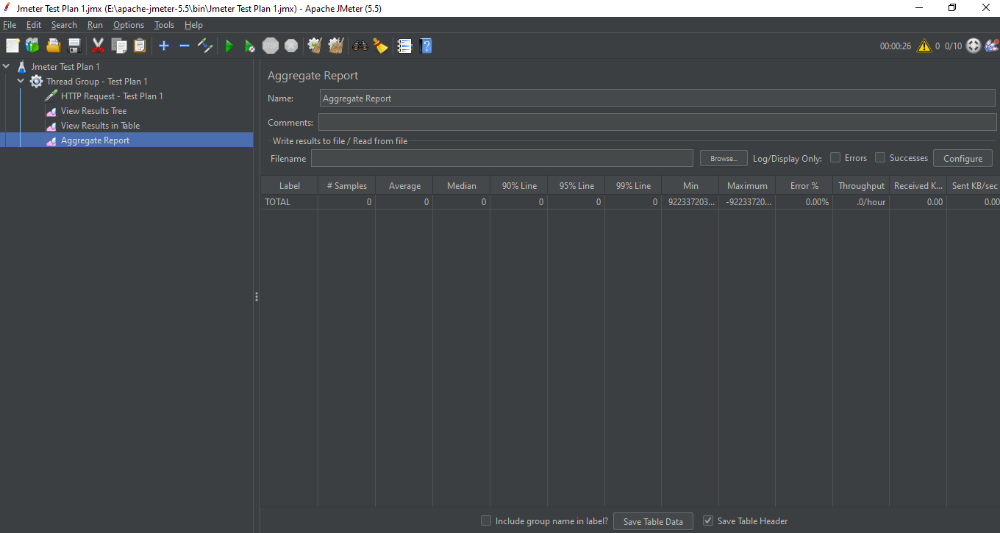 Jmeter Test Plan 1.jmx (E:\apache-jmeter-5.5\bin\Jmeter Test Plan 1.jmx) - Apache JMeter (5.5)
File Edit Search Run Options Tools Help
STOP 00:00:26 0 0/10
Jmeter Test Plan 1
Thread Group - Test Plan 1
HTTP Request - Test Plan 1
View Results Tree
View Results in Table
Aggregate Report
Aggregate Report
Name: Aggregate Report
Comments:
Write results to file / Read from file
Filename Browse... Log/Display Only: Errors Successes Configure
Label # Samples Average Median 90% Line 95% Line 99% Line Min Maximum Error % Throughput Received K... Sent KB/sec
TOTAL 0 0 0 0 0 0 922337203... -92233720... 0.00% .0/hour 0.00 0.00
Include group name in label? Save Table Data Save Table Header